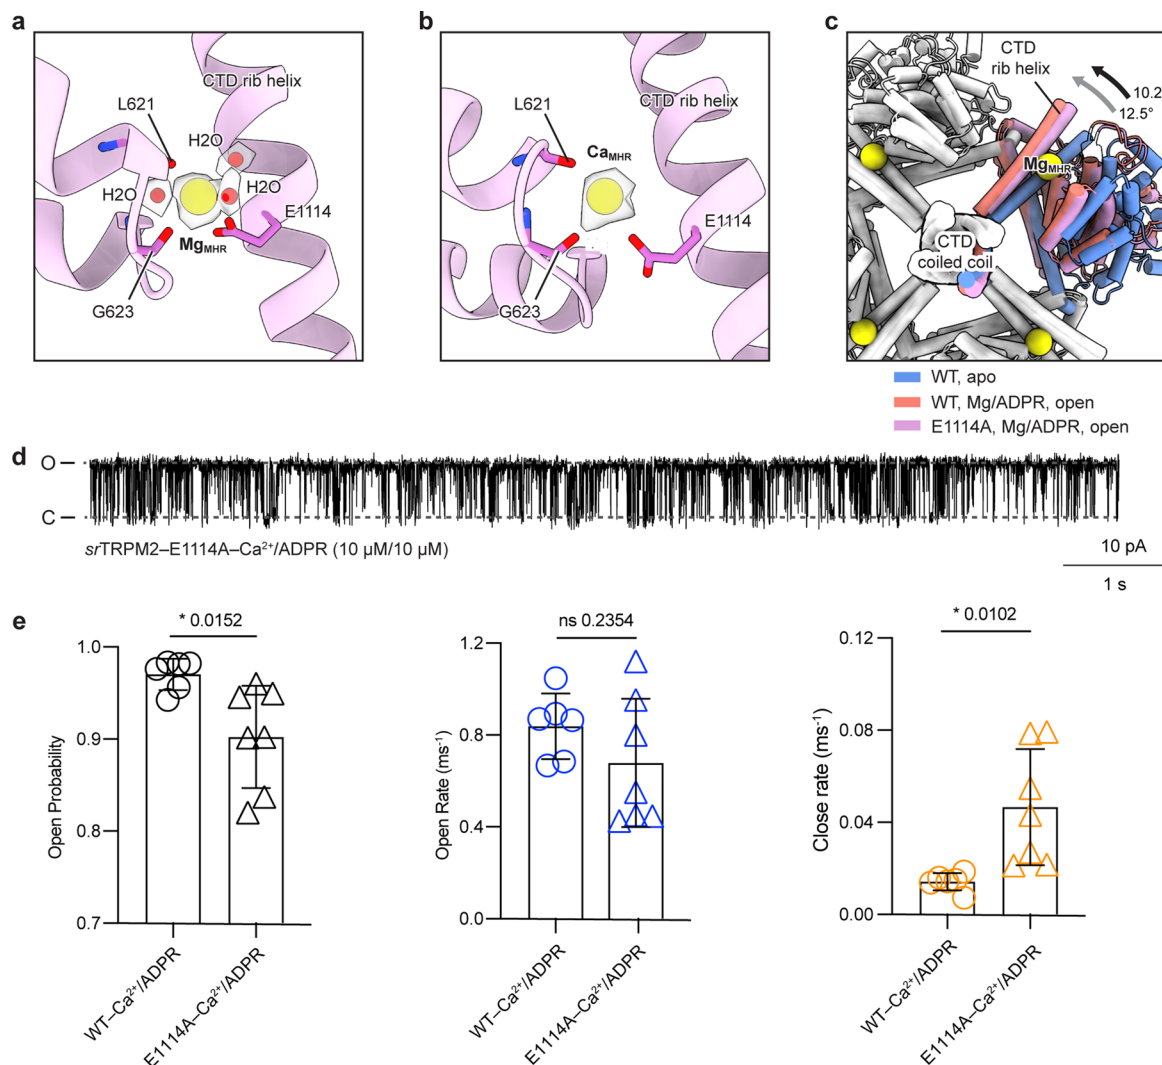 a
CTD rib helix
L621
H2O
H2O
H2O
E1114
MgMHR
G623
b
L621
CTD rib helix
CaMHR
E1114
G623
c
CTD
rib helix
10.2
12.5°
MgMHR
CTD
coiled coil
WT, apo
WT, Mg/ADPR, open
E1114A, Mg/ADPR, open
d
O
C
srTRPM2–E1114A–Ca²⁺/ADPR (10 µM/10 µM)
10 pA
1 s
e
* 0.0152
1.0
0.9
0.8
0.7
Open Probability
WT–Ca²⁺/ADPR
E1114A–Ca²⁺/ADPR
ns 0.2354
1.2
0.8
0.4
0.0
Open Rate (ms⁻¹)
WT–Ca²⁺/ADPR
E1114A–Ca²⁺/ADPR
* 0.0102
0.12
0.08
0.04
0.00
Close rate (ms⁻¹)
WT–Ca²⁺/ADPR
E1114A–Ca²⁺/ADPR